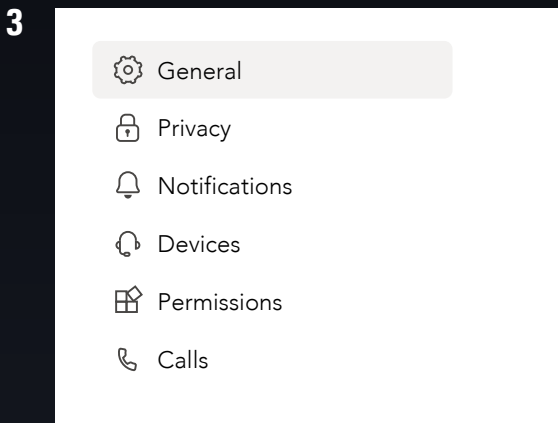 3
General
Privacy
Notifications
Devices
Permissions
Calls